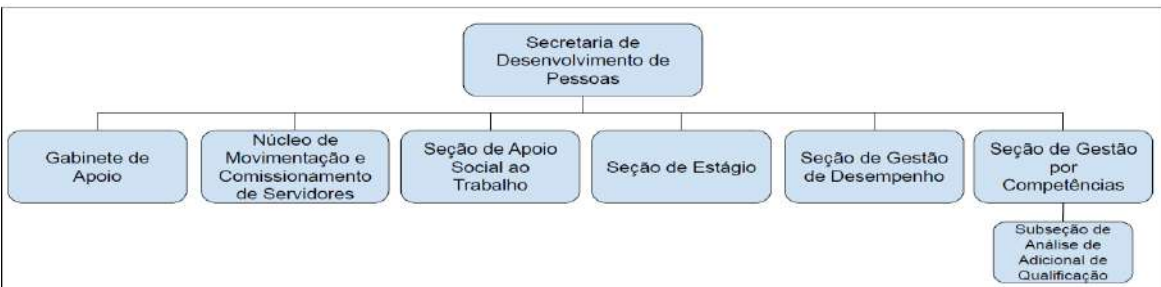 Secretaria de
Desenvolvimento de
Pessoas
Gabinete de
Apoio
Núcleo de
Movimentação e
Comissionamento
de Servidores
Seção de Apoio
Social ao
Trabalho
Seção de Estágio
Seção de Gestão
de Desempenho
Seção de Gestão
por
Competências
Subseção de
Análise de
Adicional de
Qualificação